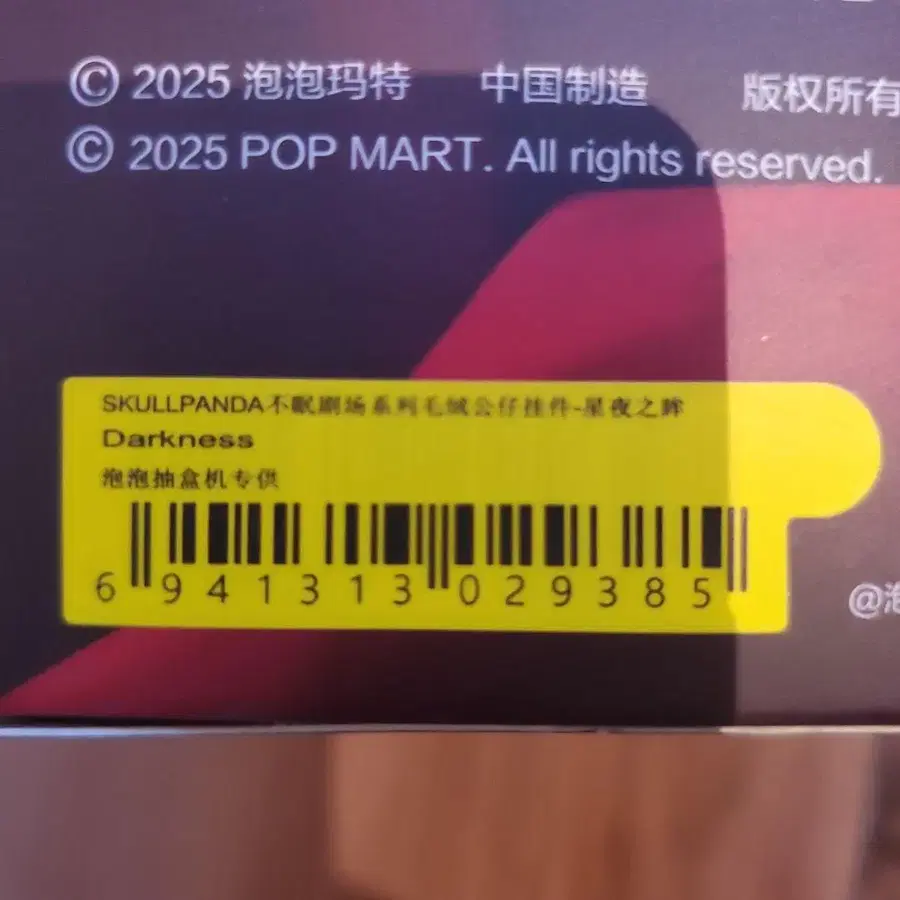 © 2025 泡泡玛特 中国制造 版权所有
© 2025 POP MART. All rights reserved.
SKULLPANDA不眠剧场系列毛绒公仔挂件-星夜之眸
Darkness
泡泡抽盒机专供
6 941313 029385
@泡